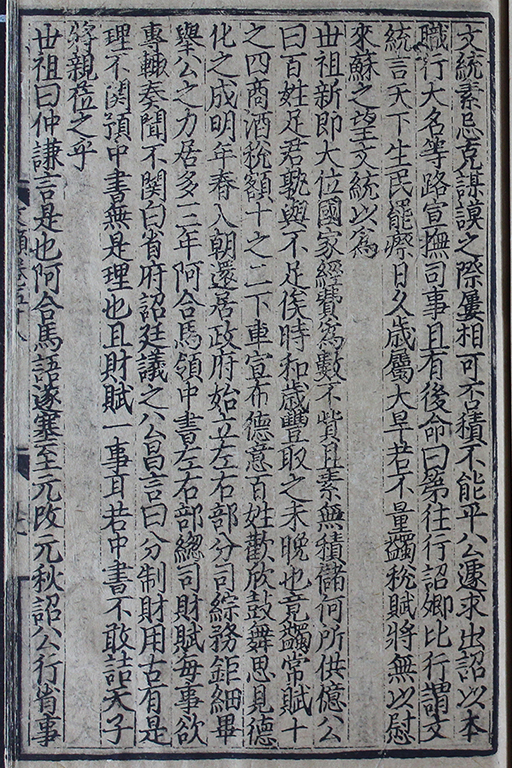 文統素忌克謀謨之際屢相可否積不能平公遽求出詔以本
職行大名等路宣撫司事且有後命曰第往行詔卿比行謂文
統言天下生民罷瘵日久歲屬大旱若不量蠲稅賦將無以慰
來蘇之望文統以爲
世祖新即大位國家經費爲數不貲且素無積儲何所供億公
曰百姓足君孰與不足俟時和歲豐取之未晚也竟蠲常賦十
之四商酒稅額十之二下車宣布德意百姓歡欣鼓舞思見德
化之成明年春入朝還居政府始立左右部分司綜務鉅細畢
舉公之力居多三年阿合馬領中書左右部總司財賦每事欲
專輒奏聞不関白省府詔廷議之公昌言曰分制財用古有是
理不関預中書無是理也且財賦一事耳若中書不敢詰天子
將親莅之乎
世祖曰仲謙言是也阿合馬語遂塞至元改元秋詔公行省事